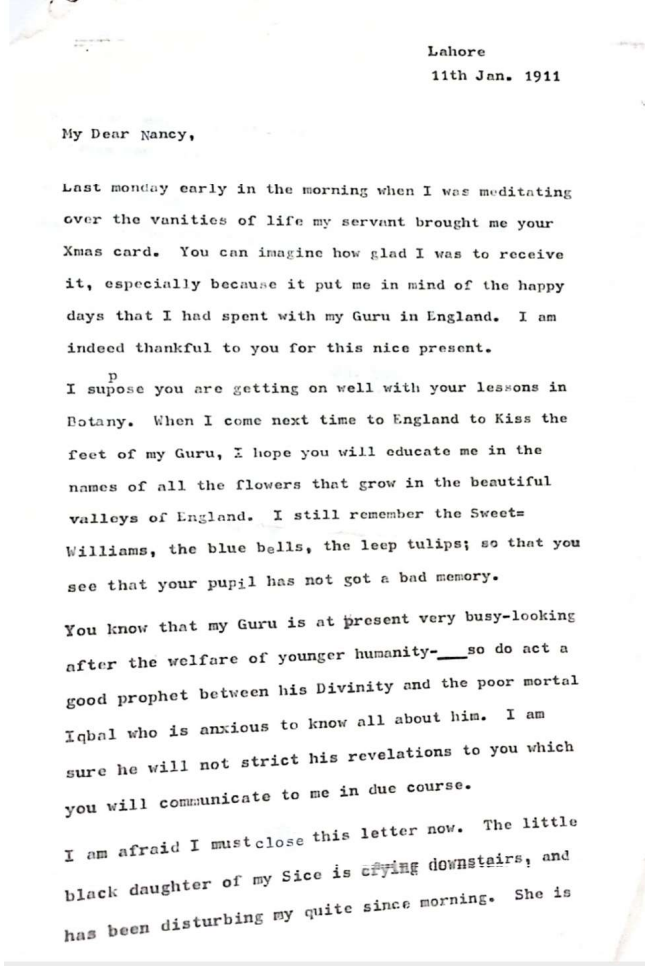 Lahore
11th Jan. 1911
My Dear Nancy,
Last monday early in the morning when I was meditating
over the vanities of life my servant brought me your
Xmas card. You can imagine how glad I was to receive
it, especially because it put me in mind of the happy
days that I had spent with my Guru in England. I am
indeed thankful to you for this nice present.
p
I supose you are getting on well with your lessons in
Botany. When I come next time to England to Kiss the
feet of my Guru, I hope you will educate me in the
names of all the flowers that grow in the beautiful
valleys of England. I still remember the Sweet=
Williams, the blue bells, the leep tulips; so that you
see that your pupil has not got a bad memory.
You know that my Guru is at present very busy-looking
after the welfare of younger humanity-___so do act a
good prophet between his Divinity and the poor mortal
Iqbal who is anxious to know all about him. I am
sure he will not strict his revelations to you which
you will communicate to me in due course.
I am afraid I must close this letter now. The little
black daughter of my Sice is crying downstairs, and
has been disturbing my quite since morning. She is